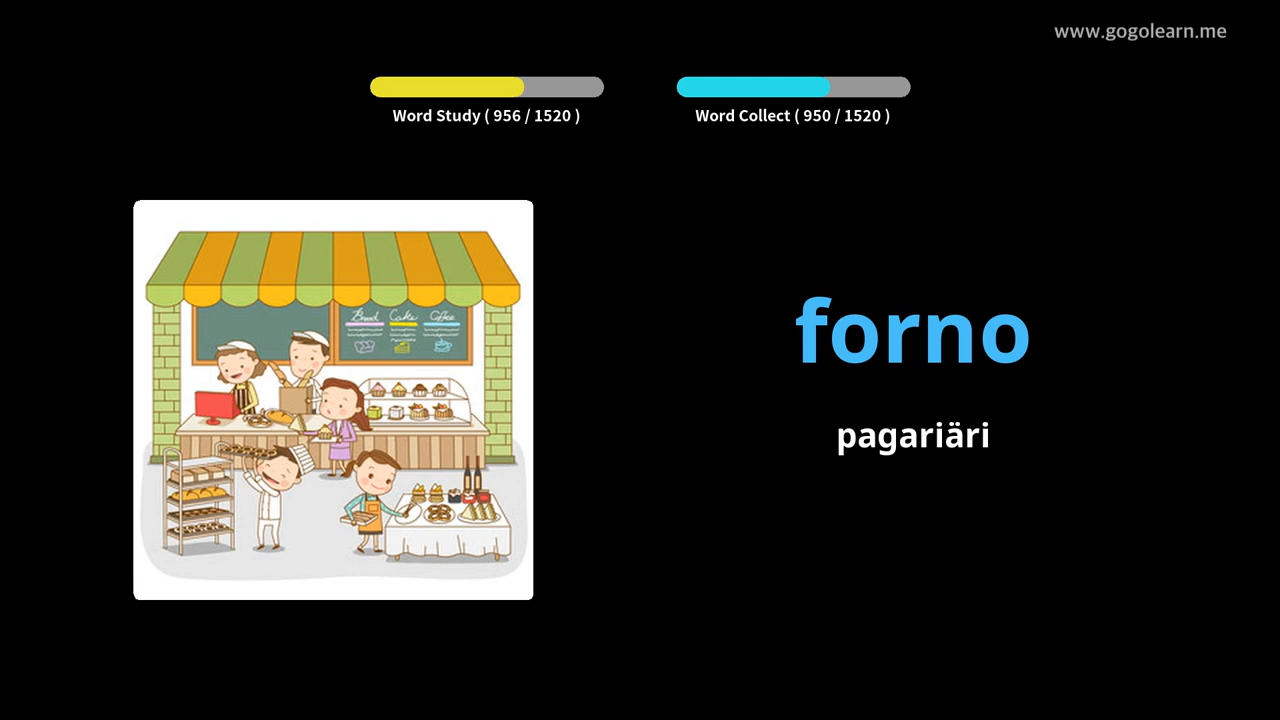 www.gogolearn.me
Word Study ( 956 / 1520 )
Word Collect ( 950 / 1520 )
Bread Cake Coffee
forno
pagariäri